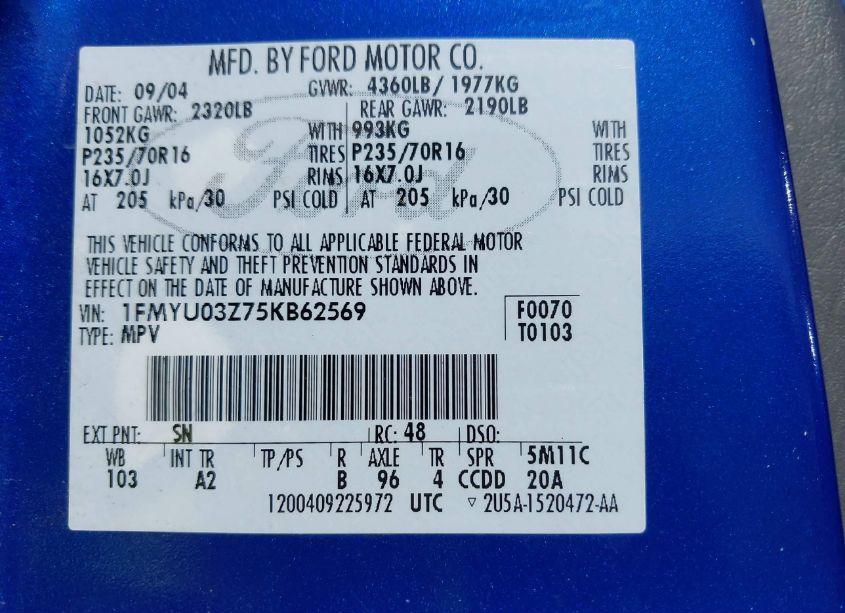 MFD. BY FORD MOTOR CO.
DATE: 09/04 GVWR: 4360LB/ 1977KG
FRONT GAWR: 2320LB REAR GAWR: 2190LB
1052KG WITH 993KG WITH
P235/70R16 TIRES P235/70R16 TIRES
16X7.0J RIMS 16X7.0J RIMS
AT 205 kPa/30 PSI COLD AT 205 kPa/30 PSI COLD
Ford
THIS VEHICLE CONFORMS TO ALL APPLICABLE FEDERAL MOTOR
VEHICLE SAFETY AND THEFT PREVENTION STANDARDS IN
EFFECT ON THE DATE OF MANUFACTURE SHOWN ABOVE.
VIN: 1FMYU03Z75KB62569 F0070
TYPE: MPV T0103
EXT PNT: SN RC: 48 DSO:
WB INT TR TP/PS R AXLE TR SPR 5M11C
103 A2 B 96 4 CCDD 20A
1200409225972 UTC ▽ 2U5A-1520472-AA